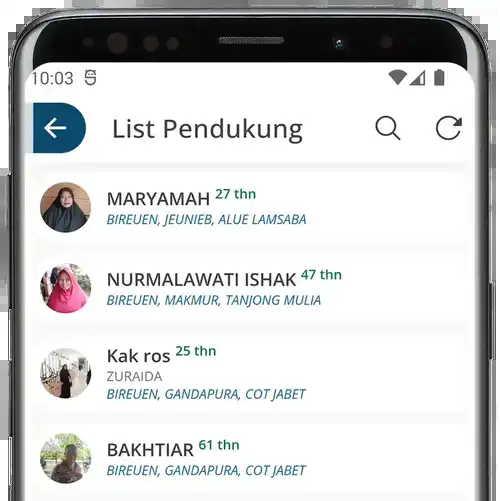 10:03
List Pendukung
MARYAMAH 27 thn
BIREUEN, JEUNIEB, ALUE LAMSABA
NURMALAWATI ISHAK 47 thn
BIREUEN, MAKMUR, TANJONG MULIA
Kak ros 25 thn
ZURAIDA
BIREUEN, GANDAPURA, COT JABET
BAKHTIAR 61 thn
BIREUEN, GANDAPURA, COT JABET